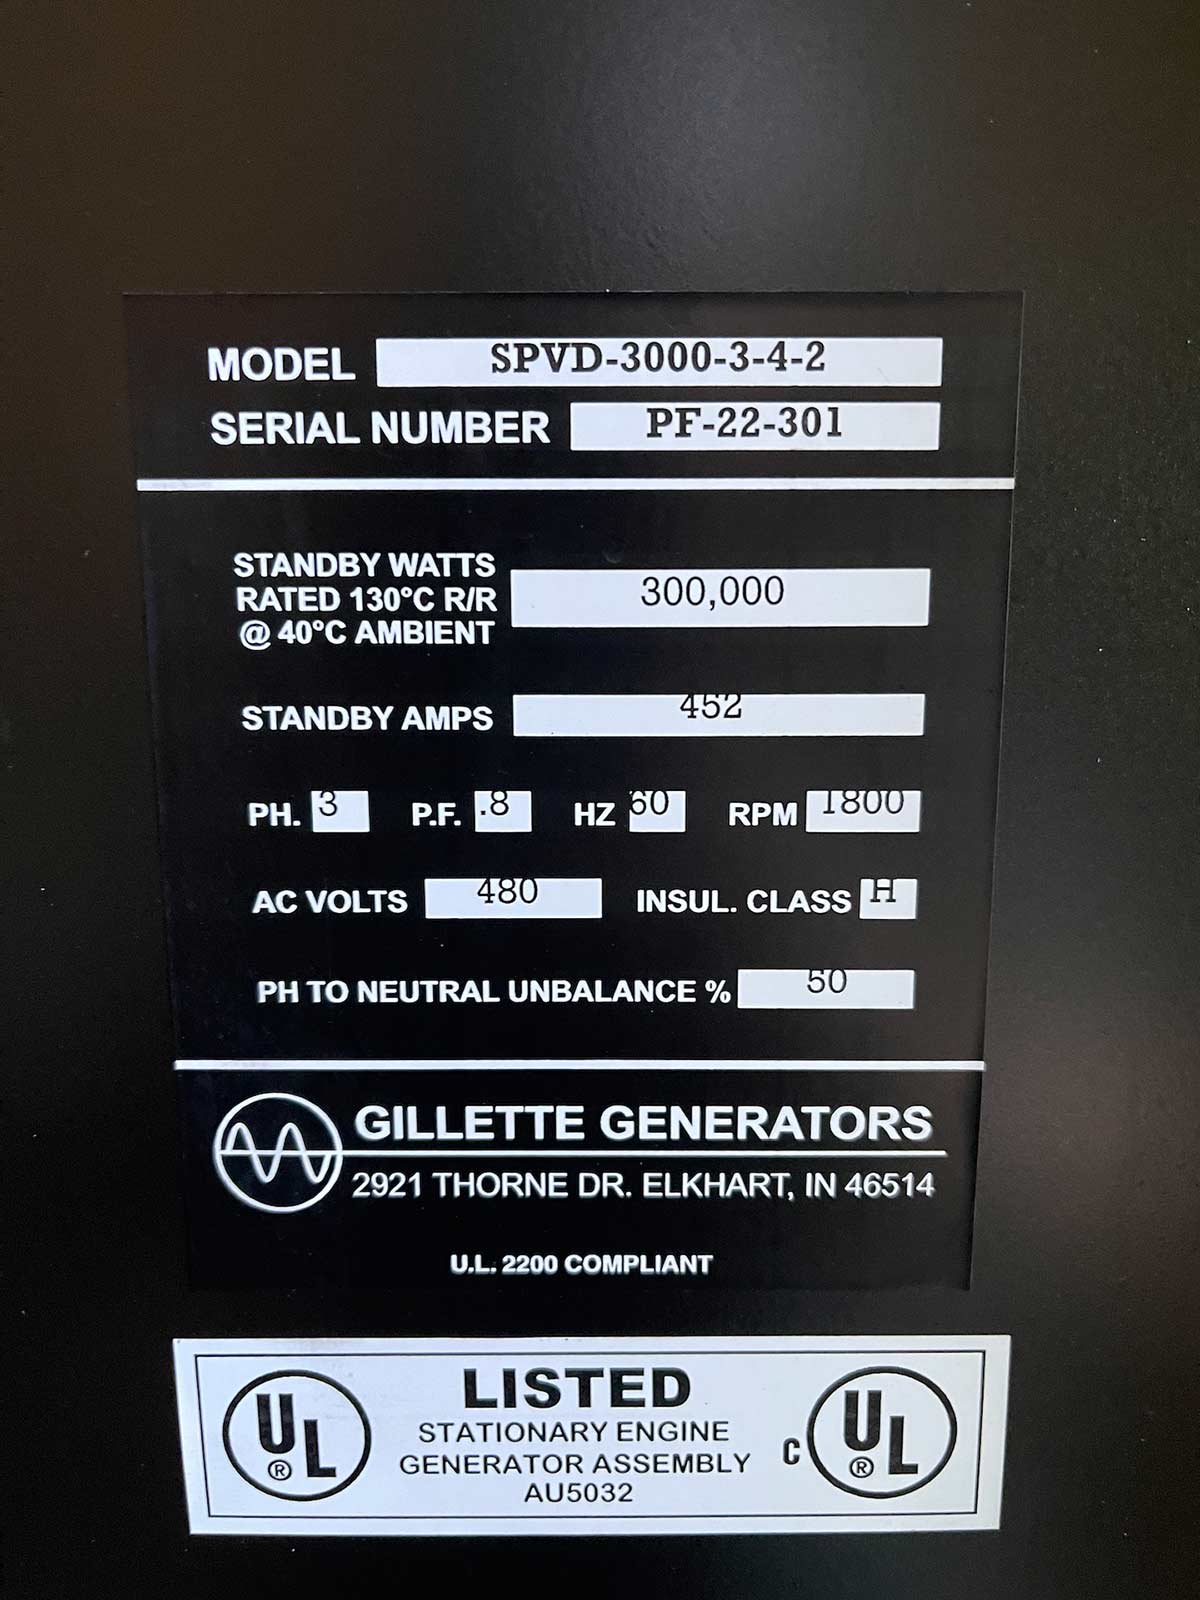 MODEL SPVD-3000-3-4-2
SERIAL NUMBER PF-22-301
STANDBY WATTS
RATED 130°C R/R 300,000
@ 40°C AMBIENT
STANDBY AMPS 452
PH. 3 P.F. .8 HZ 60 RPM 1800
AC VOLTS 480 INSUL. CLASS H
PH TO NEUTRAL UNBALANCE % 50
GILLETTE GENERATORS
2921 THORNE DR. ELKHART, IN 46514
U.L. 2200 COMPLIANT
LISTED
UL ® STATIONARY ENGINE C UL ®
GENERATOR ASSEMBLY
AU5032